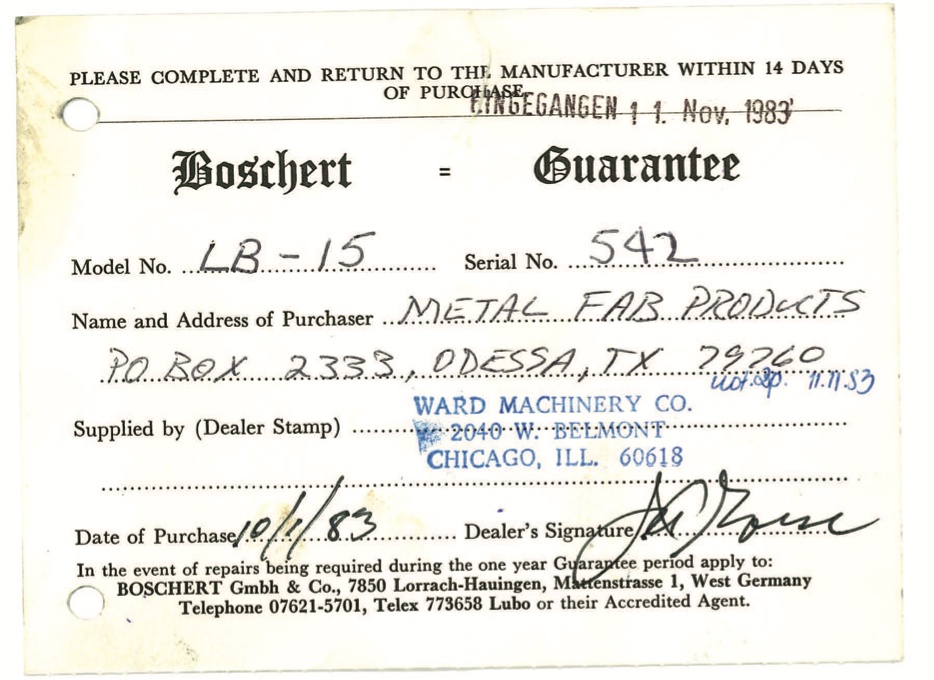 PLEASE COMPLETE AND RETURN TO THE MANUFACTURER WITHIN 14 DAYS
OF PURCHASE
EINGEGANGEN 11. Nov. 1983
Boschert = Guarantee
Model No. LB-15 Serial No. 542
Name and Address of Purchaser METAL FAB PRODUCTS
PO BOX 2333, ODESSA, TX 79760
11.11.83
WARD MACHINERY CO.
Supplied by (Dealer Stamp) 2040 W. BELMONT
CHICAGO, ILL. 60618
Date of Purchase 10/1/83 Dealer's Signature
In the event of repairs being required during the one year Guarantee period apply to:
BOSCHERT Gmbh & Co., 7850 Lorrach-Hauingen, Mattenstrasse 1, West Germany
Telephone 07621-5701, Telex 773658 Lubo or their Accredited Agent.